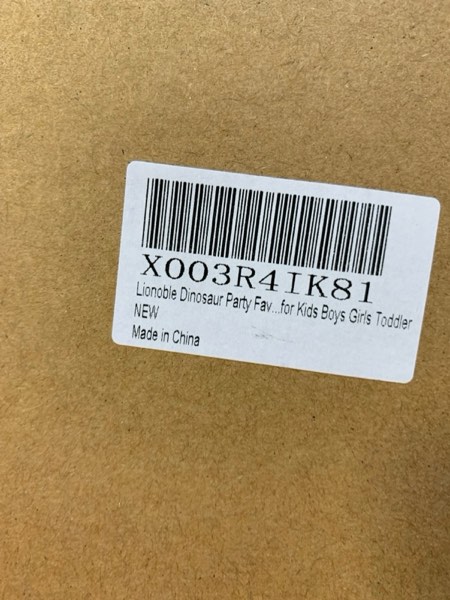 X003R4IK81
Lionoble Dinosaur Party Fav...for Kids Boys Girls Toddler
NEW
Made in China